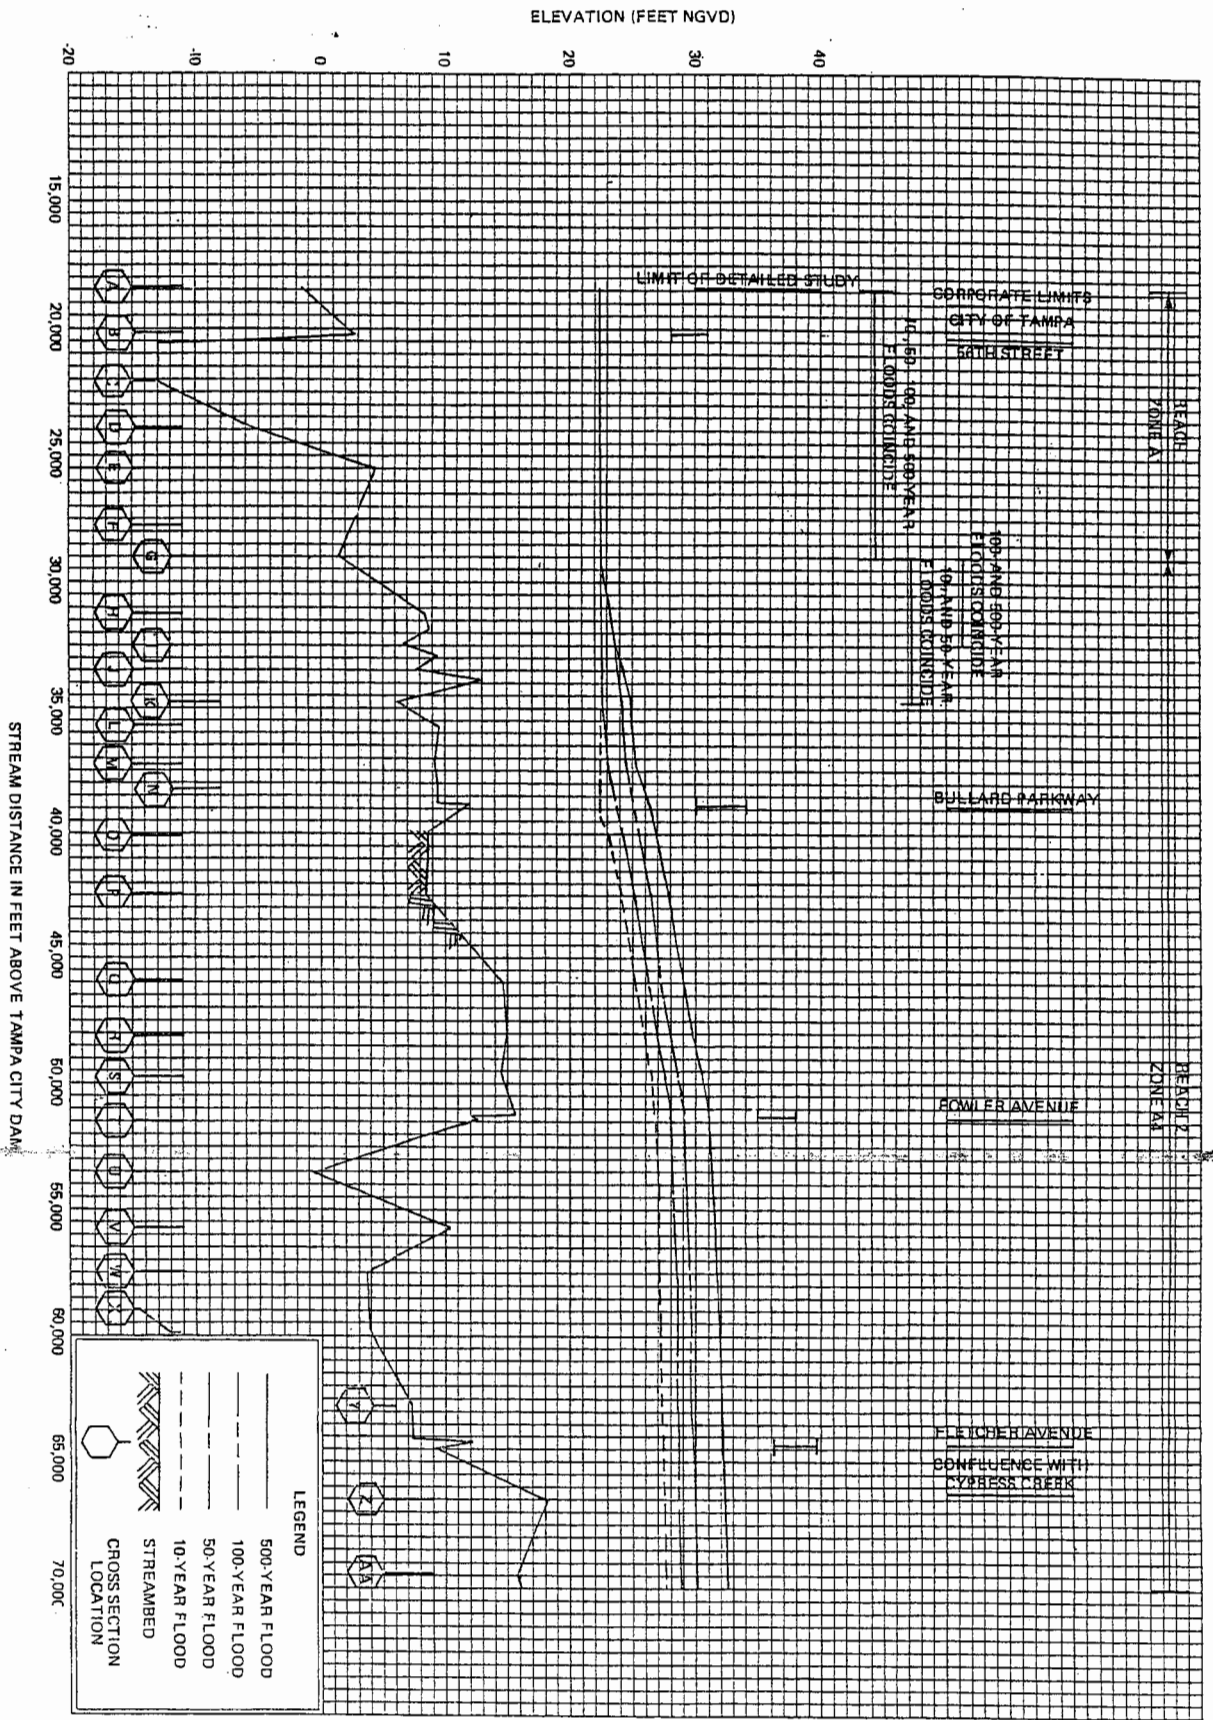 ELEVATION (FEET NGVD)
-20
-10
0
10
20
30
40
15,000
20,000
25,000
30,000
35,000
40,000
45,000
50,000
55,000
60,000
65,000
STREAM DISTANCE IN FEET ABOVE TAMPA CITY DAM
LIMIT OF DETAILED STUDY
CORPORATE LIMITS
CITY OF TAMPA
56TH STREET
10, 50, 100, AND 500-YEAR
FLOODS COINCIDE
REACH
ZONE A
100- AND 500-YEAR
FLOODS COINCIDE
10-, AND 50-YEAR
FLOODS COINCIDE
BULLARD PARKWAY
REACH 2
ZONE A4
FOWLER AVENUE
FLETCHER AVENUE
CONFLUENCE WITH
CYPRESS CREEK
A
B
C
D
E
F
G
H
J
K
L
M
N
P
R
S
U
V
W
X
Y
Z
AA
LEGEND
500-YEAR FLOOD
100-YEAR FLOOD
50-YEAR FLOOD
10-YEAR FLOOD
STREAMBED
CROSS SECTION
LOCATION